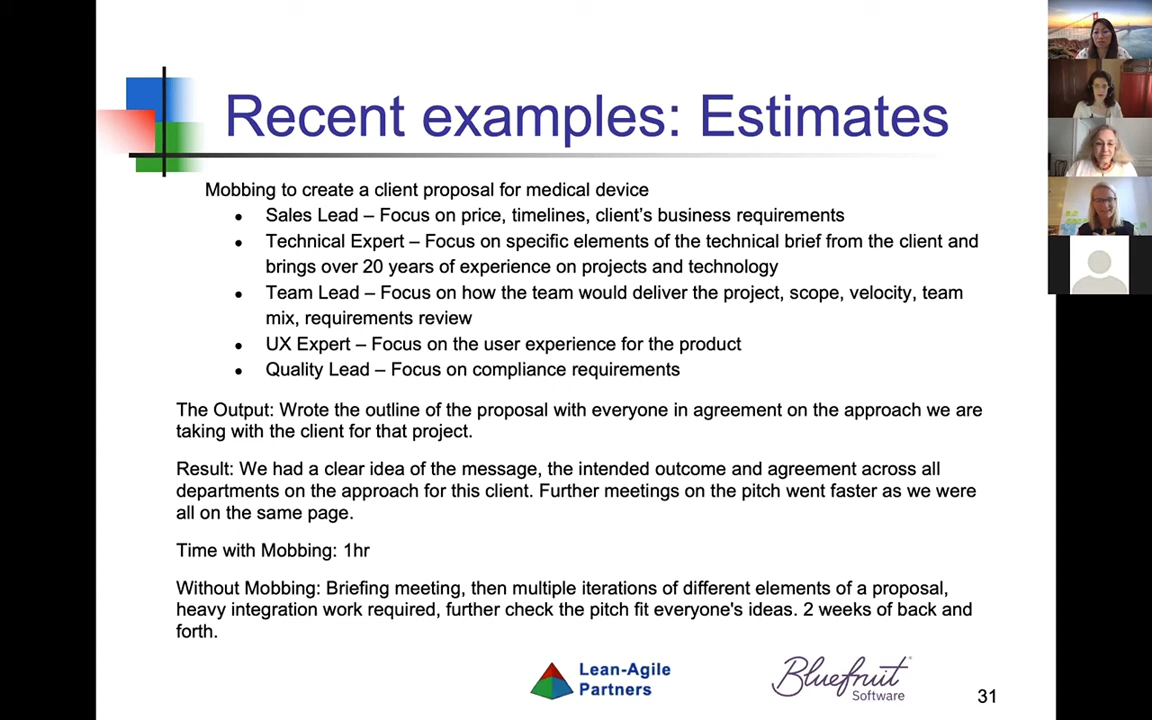 Recent examples: Estimates
Mobbing to create a client proposal for medical device
• Sales Lead – Focus on price, timelines, client's business requirements
• Technical Expert – Focus on specific elements of the technical brief from the client and
brings over 20 years of experience on projects and technology
• Team Lead – Focus on how the team would deliver the project, scope, velocity, team
mix, requirements review
• UX Expert – Focus on the user experience for the product
• Quality Lead – Focus on compliance requirements
The Output: Wrote the outline of the proposal with everyone in agreement on the approach we are
taking with the client for that project.
Result: We had a clear idea of the message, the intended outcome and agreement across all
departments on the approach for this client. Further meetings on the pitch went faster as we were
all on the same page.
Time with Mobbing: 1hr
Without Mobbing: Briefing meeting, then multiple iterations of different elements of a proposal,
heavy integration work required, further check the pitch fit everyone's ideas. 2 weeks of back and
forth.
Lean-Agile
Partners
Bluefruit
Software
31